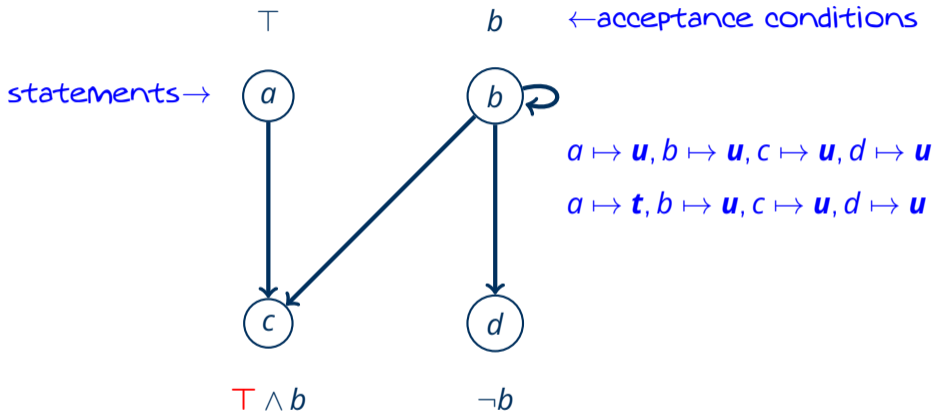 ⊤ b ←acceptance conditions
statements→ a b
a ↦ u, b ↦ u, c ↦ u, d ↦ u
a ↦ t, b ↦ u, c ↦ u, d ↦ u
c d
⊤ ∧ b ¬b